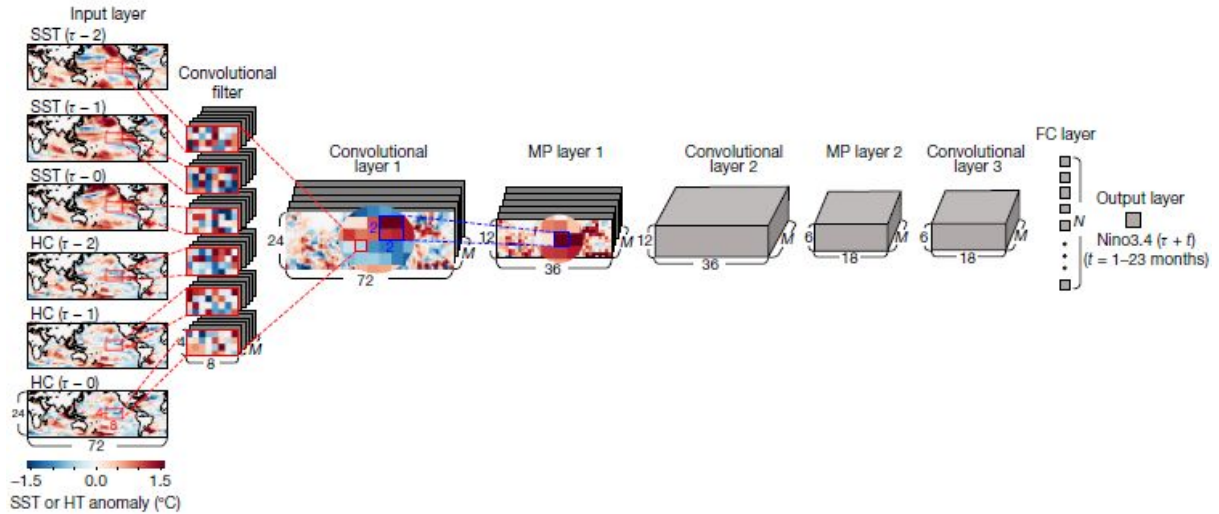 Input layer
SST (τ − 2)
SST (τ − 1)
SST (τ − 0)
HC (τ − 2)
HC (τ − 1)
HC (τ − 0)
24
4
8
72
−1.5 0.0 1.5
SST or HT anomaly (°C)
Convolutional
filter
4
8
M
Convolutional
layer 1
24
2
2
M
72
MP layer 1
12
M
36
Convolutional
layer 2
12
M
36
MP layer 2
6
M
18
Convolutional
layer 3
6
M
18
FC layer
N
Output layer
Nino3.4 (τ + t)
(t = 1–23 months)